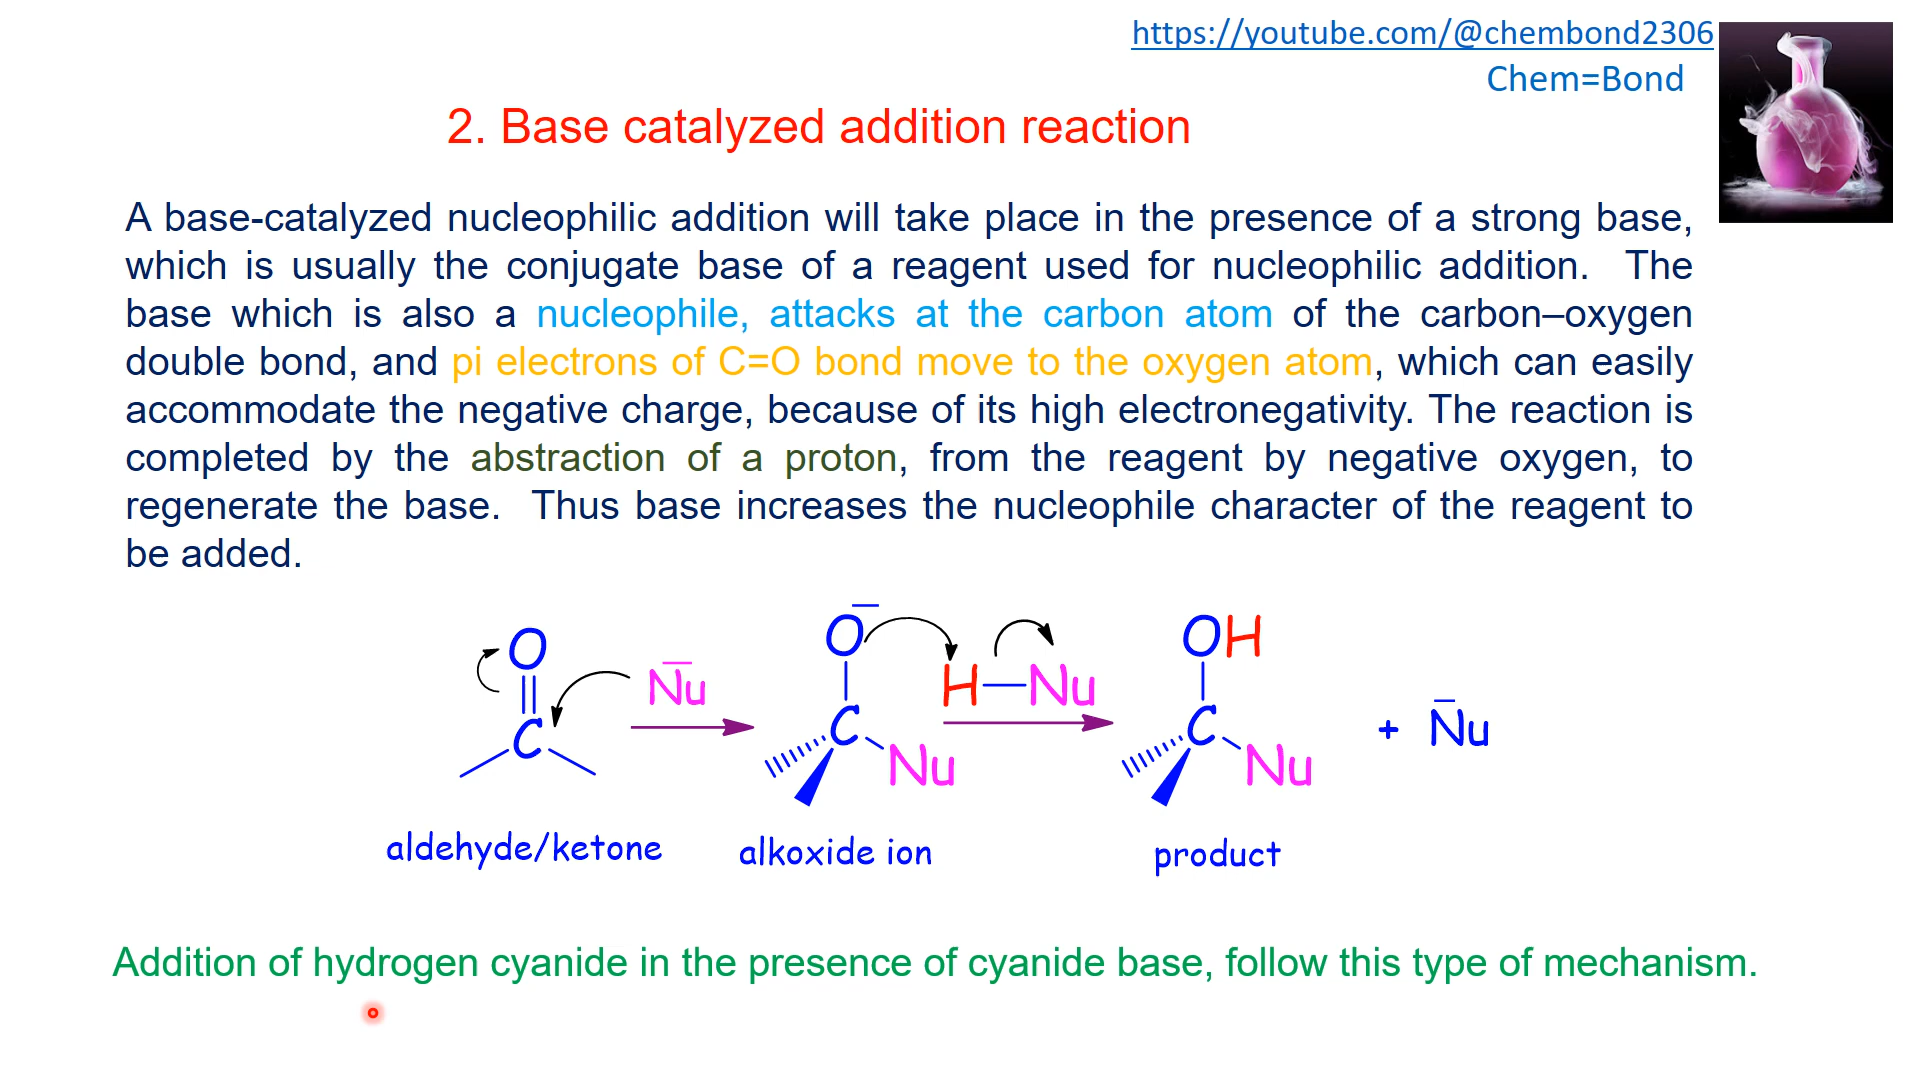 https://youtube.com/@chembond2306
Chem=Bond
2. Base catalyzed addition reaction
A base-catalyzed nucleophilic addition will take place in the presence of a strong base,
which is usually the conjugate base of a reagent used for nucleophilic addition. The
base which is also a nucleophile, attacks at the carbon atom of the carbon–oxygen
double bond, and pi electrons of C=O bond move to the oxygen atom, which can easily
accommodate the negative charge, because of its high electronegativity. The reaction is
completed by the abstraction of a proton, from the reagent by negative oxygen, to
regenerate the base. Thus base increases the nucleophile character of the reagent to
be added.
O
C
Nu
O
C
Nu
H—Nu
OH
C
Nu
+ Nu
aldehyde/ketone
alkoxide ion
product
Addition of hydrogen cyanide in the presence of cyanide base, follow this type of mechanism.